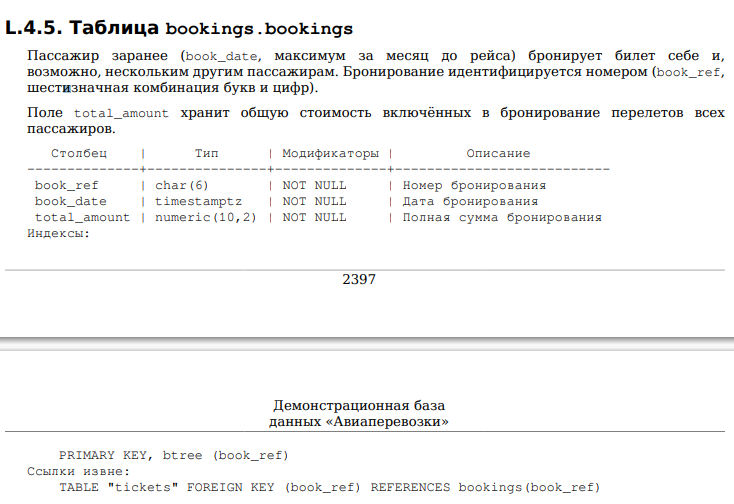 L.4.5. Таблица bookings.bookings
Пассажир заранее (book_date, максимум за месяц до рейса) бронирует билет себе и,
возможно, нескольким другим пассажирам. Бронирование идентифицируется номером (book_ref,
шестизначная комбинация букв и цифр).
Поле total_amount хранит общую стоимость включённых в бронирование перелетов всех
пассажиров.
Столбец | Тип | Модификаторы | Описание
--------------+---------------+--------------+---------------------------
book_ref | char(6) | NOT NULL | Номер бронирования
book_date | timestamptz | NOT NULL | Дата бронирования
total_amount | numeric(10,2) | NOT NULL | Полная сумма бронирования
Индексы:
2397
Демонстрационная база
данных «Авиаперевозки»
PRIMARY KEY, btree (book_ref)
Ссылки извне:
TABLE "tickets" FOREIGN KEY (book_ref) REFERENCES bookings(book_ref)